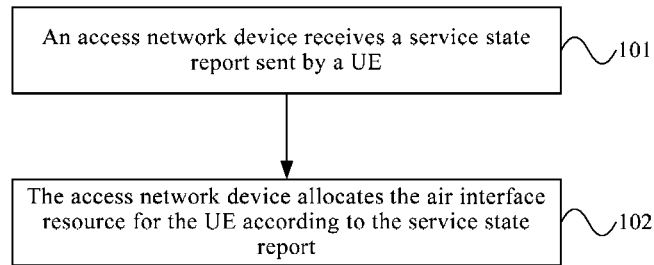 An access network device receives a service state
report sent by a UE
101
The access network device allocates the air interface
resource for the UE according to the service state
report
102